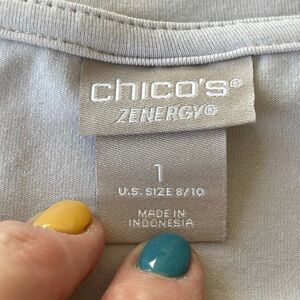 chico's®
ZENERGY®
1
U.S. SIZE 8/10
MADE IN
INDONESIA